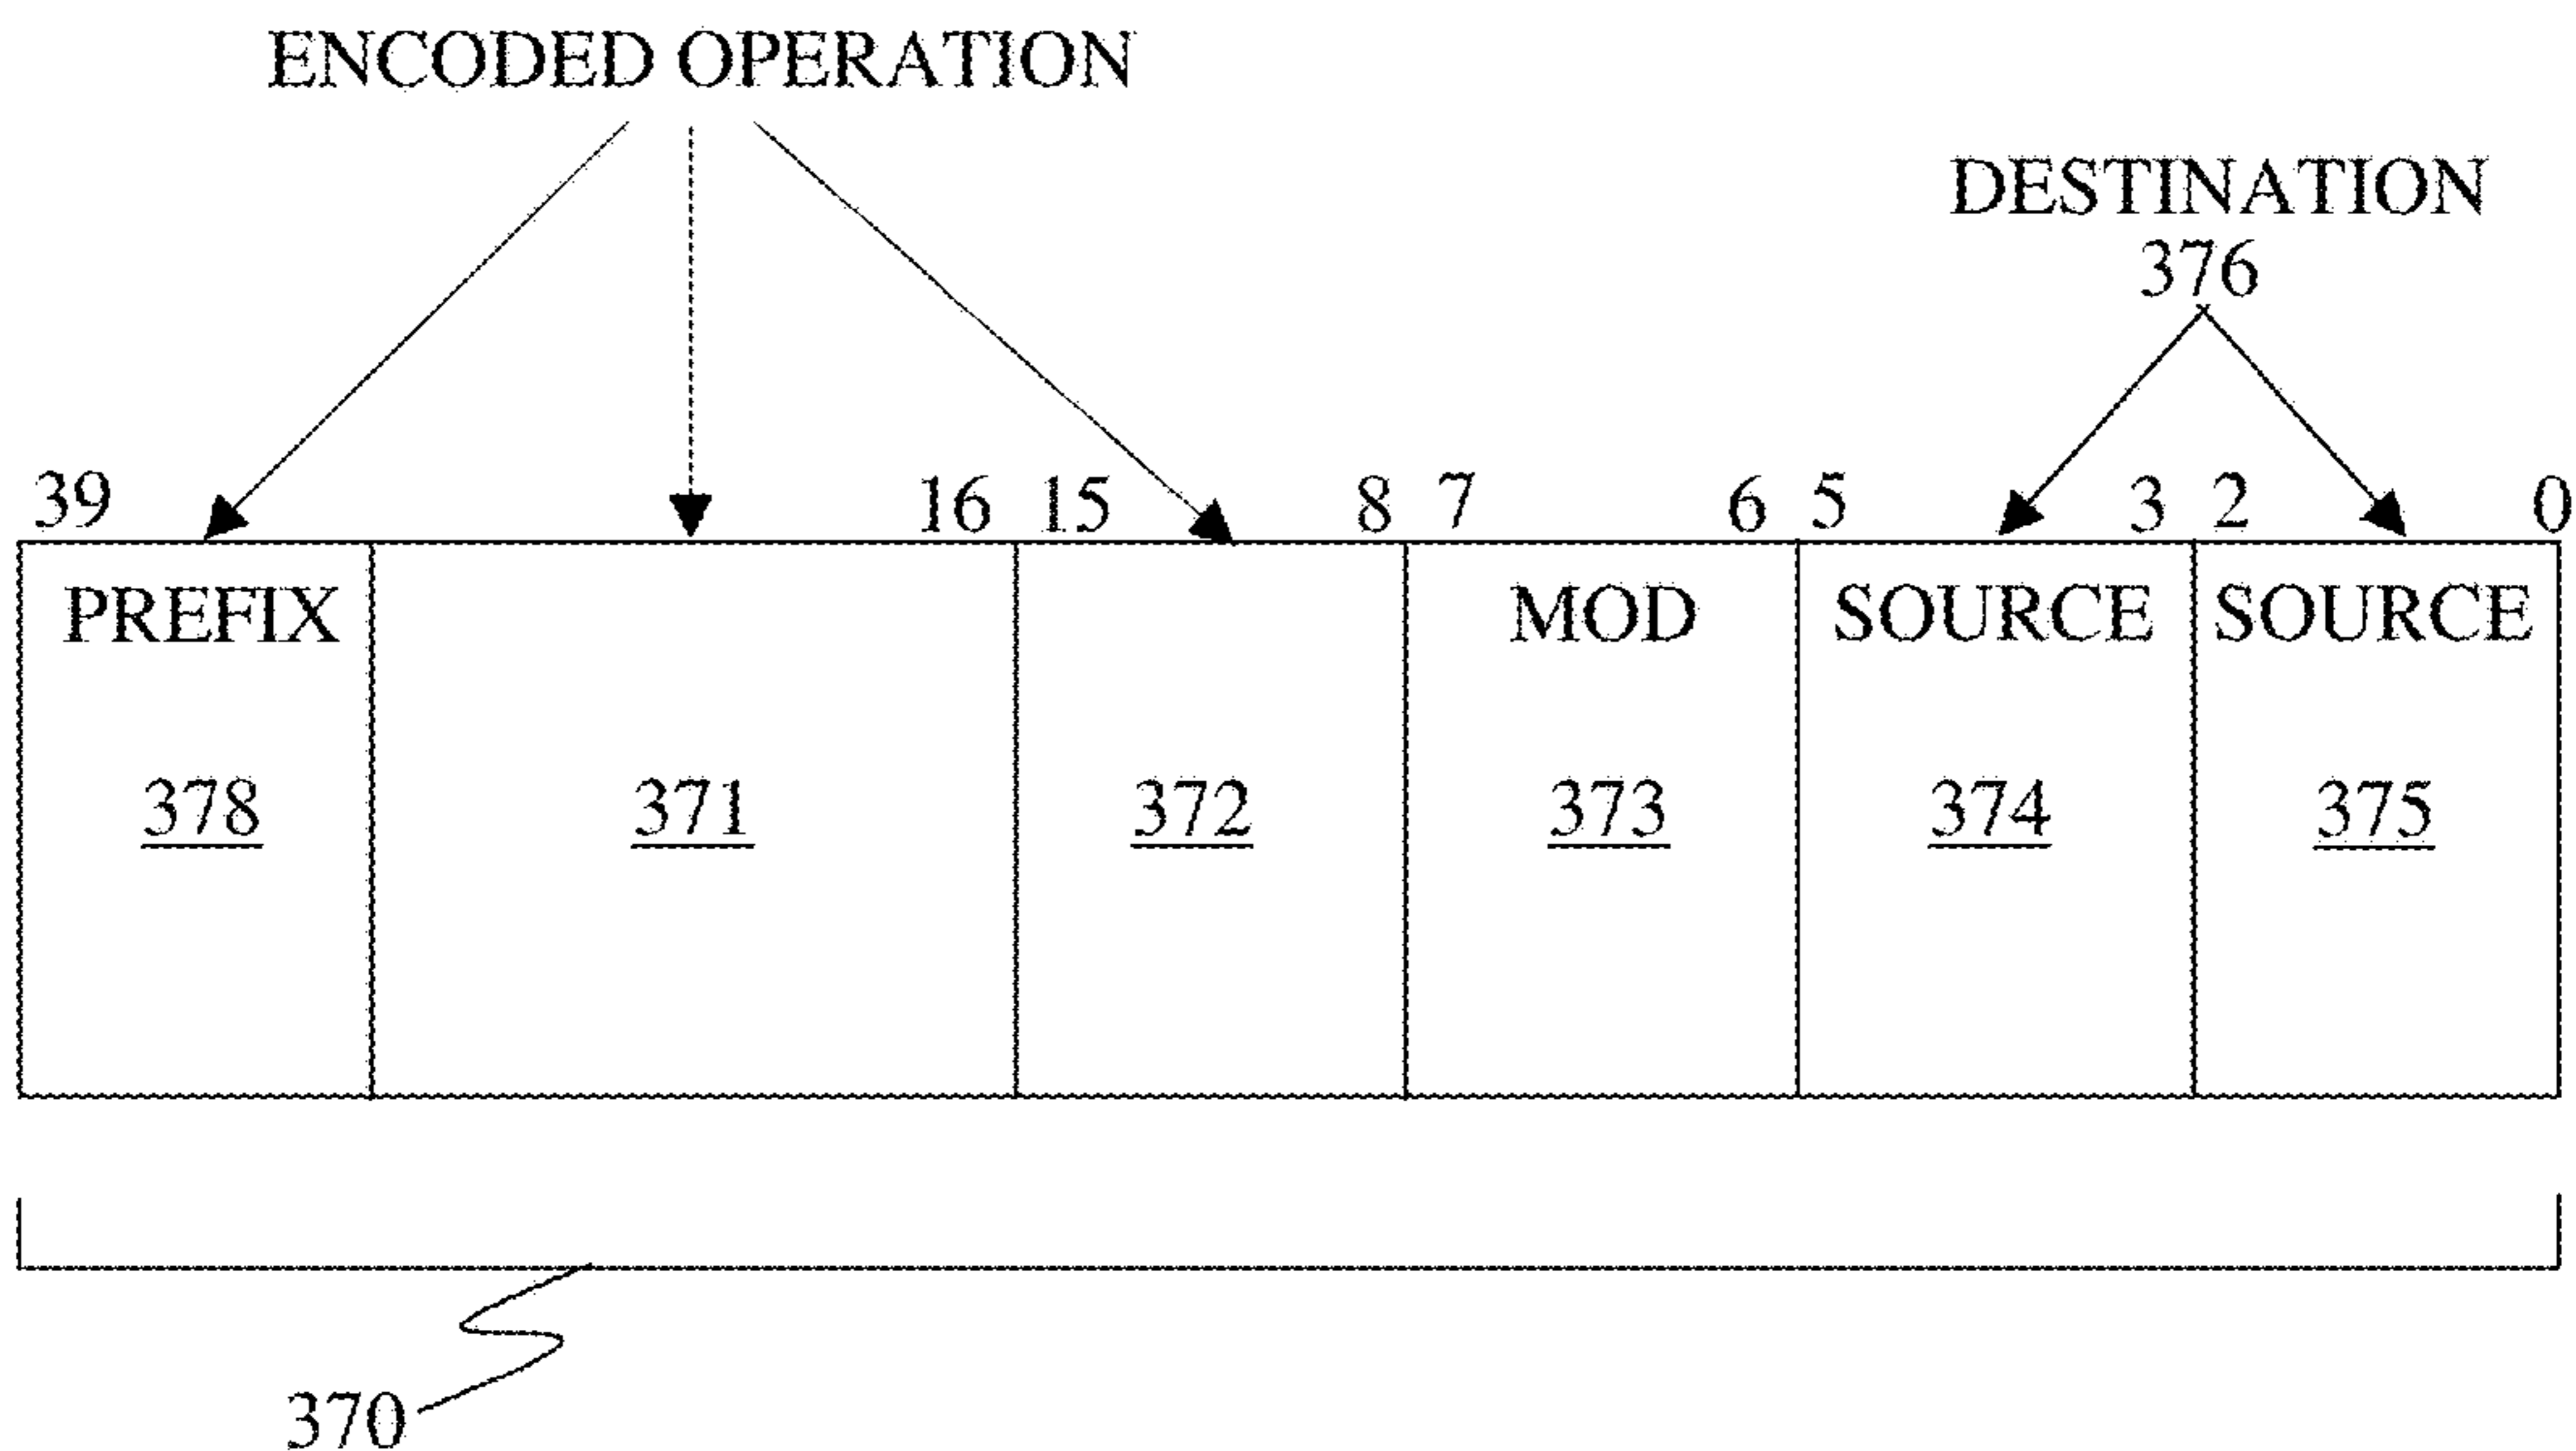 ENCODED OPERATION
DESTINATION
376
39 16 15 8 7 6 5 3 2 0
PREFIX MOD SOURCE SOURCE
378 371 372 373 374 375
370